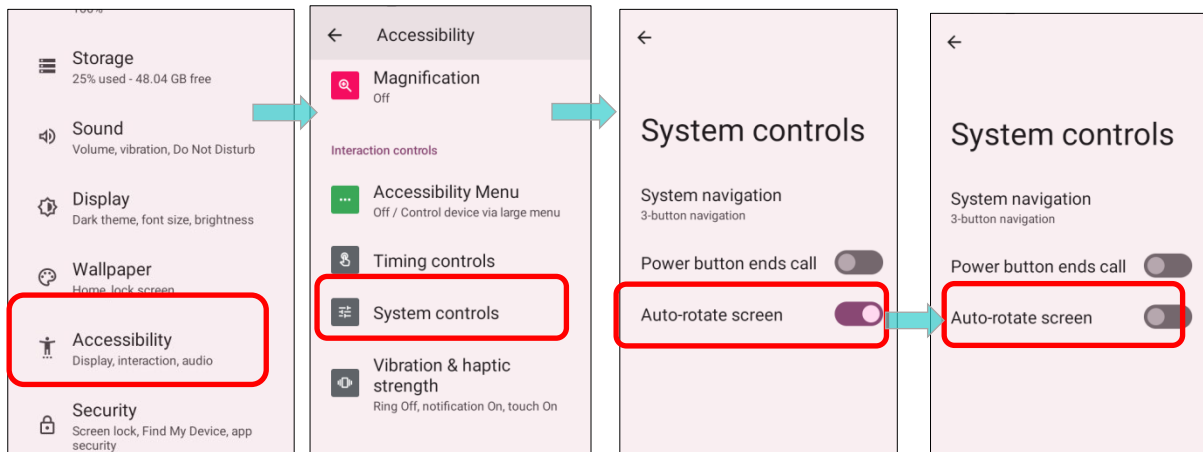 100%
Storage
25% used - 48.04 GB free
Sound
Volume, vibration, Do Not Disturb
Display
Dark theme, font size, brightness
Wallpaper
Home, lock screen
Accessibility
Display, interaction, audio
Security
Screen lock, Find My Device, app
security
Accessibility
Magnification
Off
Interaction controls
Accessibility Menu
Off / Control device via large menu
Timing controls
System controls
Vibration & haptic
strength
Ring Off, notification On, touch On
System controls
System navigation
3-button navigation
Power button ends call
Auto-rotate screen
System controls
System navigation
3-button navigation
Power button ends call
Auto-rotate screen